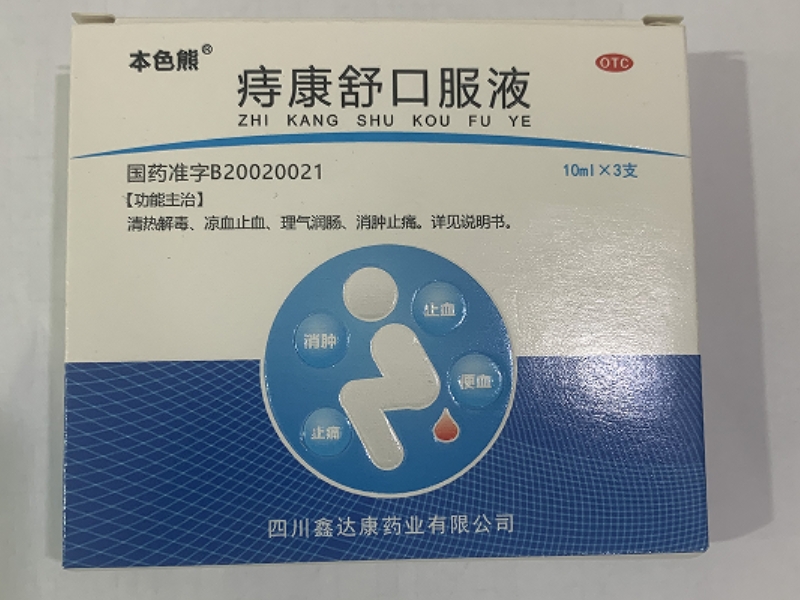 本色熊®
OTC
痔康舒口服液
ZHI KANG SHU KOU FU YE
国药准字B20020021
10ml×3支
【功能主治】
清热解毒、凉血止血、理气润肠、消肿止痛。详见说明书。
止血
消肿
便血
止痛
四川鑫达康药业有限公司